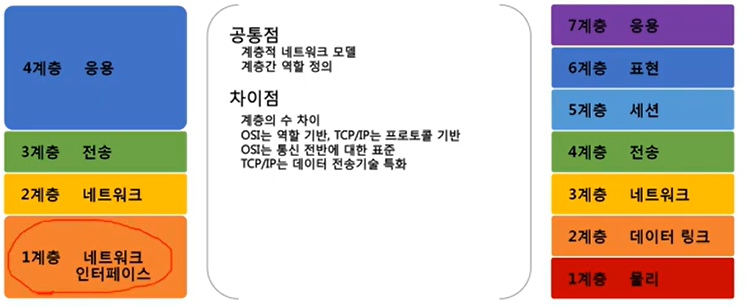 4계층 응용
3계층 전송
2계층 네트워크
1계층 네트워크
인터페이스
공통점
계층적 네트워크 모델
계층간 역할 정의
차이점
계층의 수 차이
OSI는 역할 기반, TCP/IP는 프로토콜 기반
OSI는 통신 전반에 대한 표준
TCP/IP는 데이터 전송기술 특화
7계층 응용
6계층 표현
5계층 세션
4계층 전송
3계층 네트워크
2계층 데이터 링크
1계층 물리